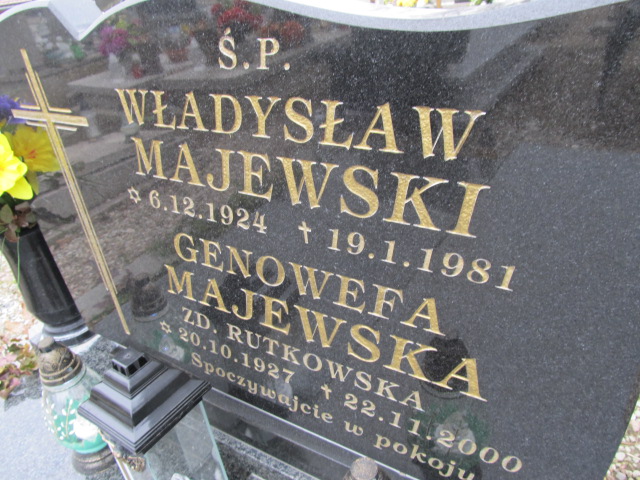 Ś.P.
WŁADYSŁAW
MAJEWSKI
✡ 6.12.1924 ✝ 19.1.1981
GENOWEFA
MAJEWSKA
ZD. RUTKOWSKA
✡ 20.10.1927 ✝ 22.11.2000
Spoczywajcie w pokoju